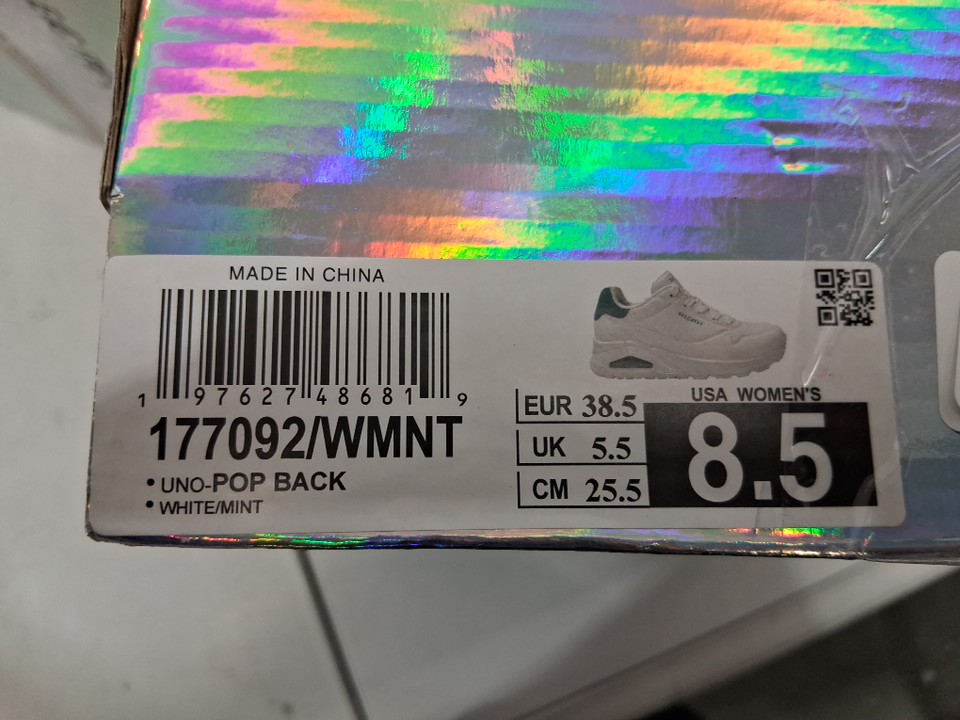 MADE IN CHINA
1 97627 48681 9
177092/WMNT
• UNO-POP BACK
• WHITE/MINT
EUR 38.5
UK 5.5
CM 25.5
USA WOMEN'S
8.5